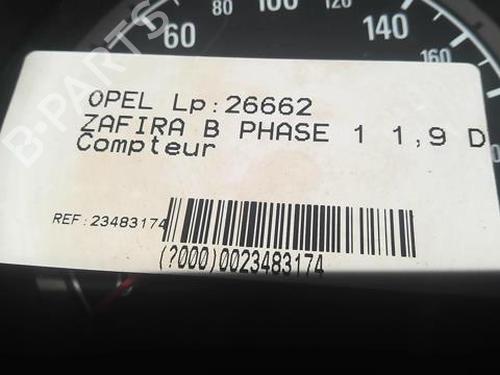 B-PARTS
60
80
100
120
140
160
OPEL Lp:26662
ZAFIRA B PHASE 1 1,9 D
Compteur
REF:23483174
(?000)0023483174